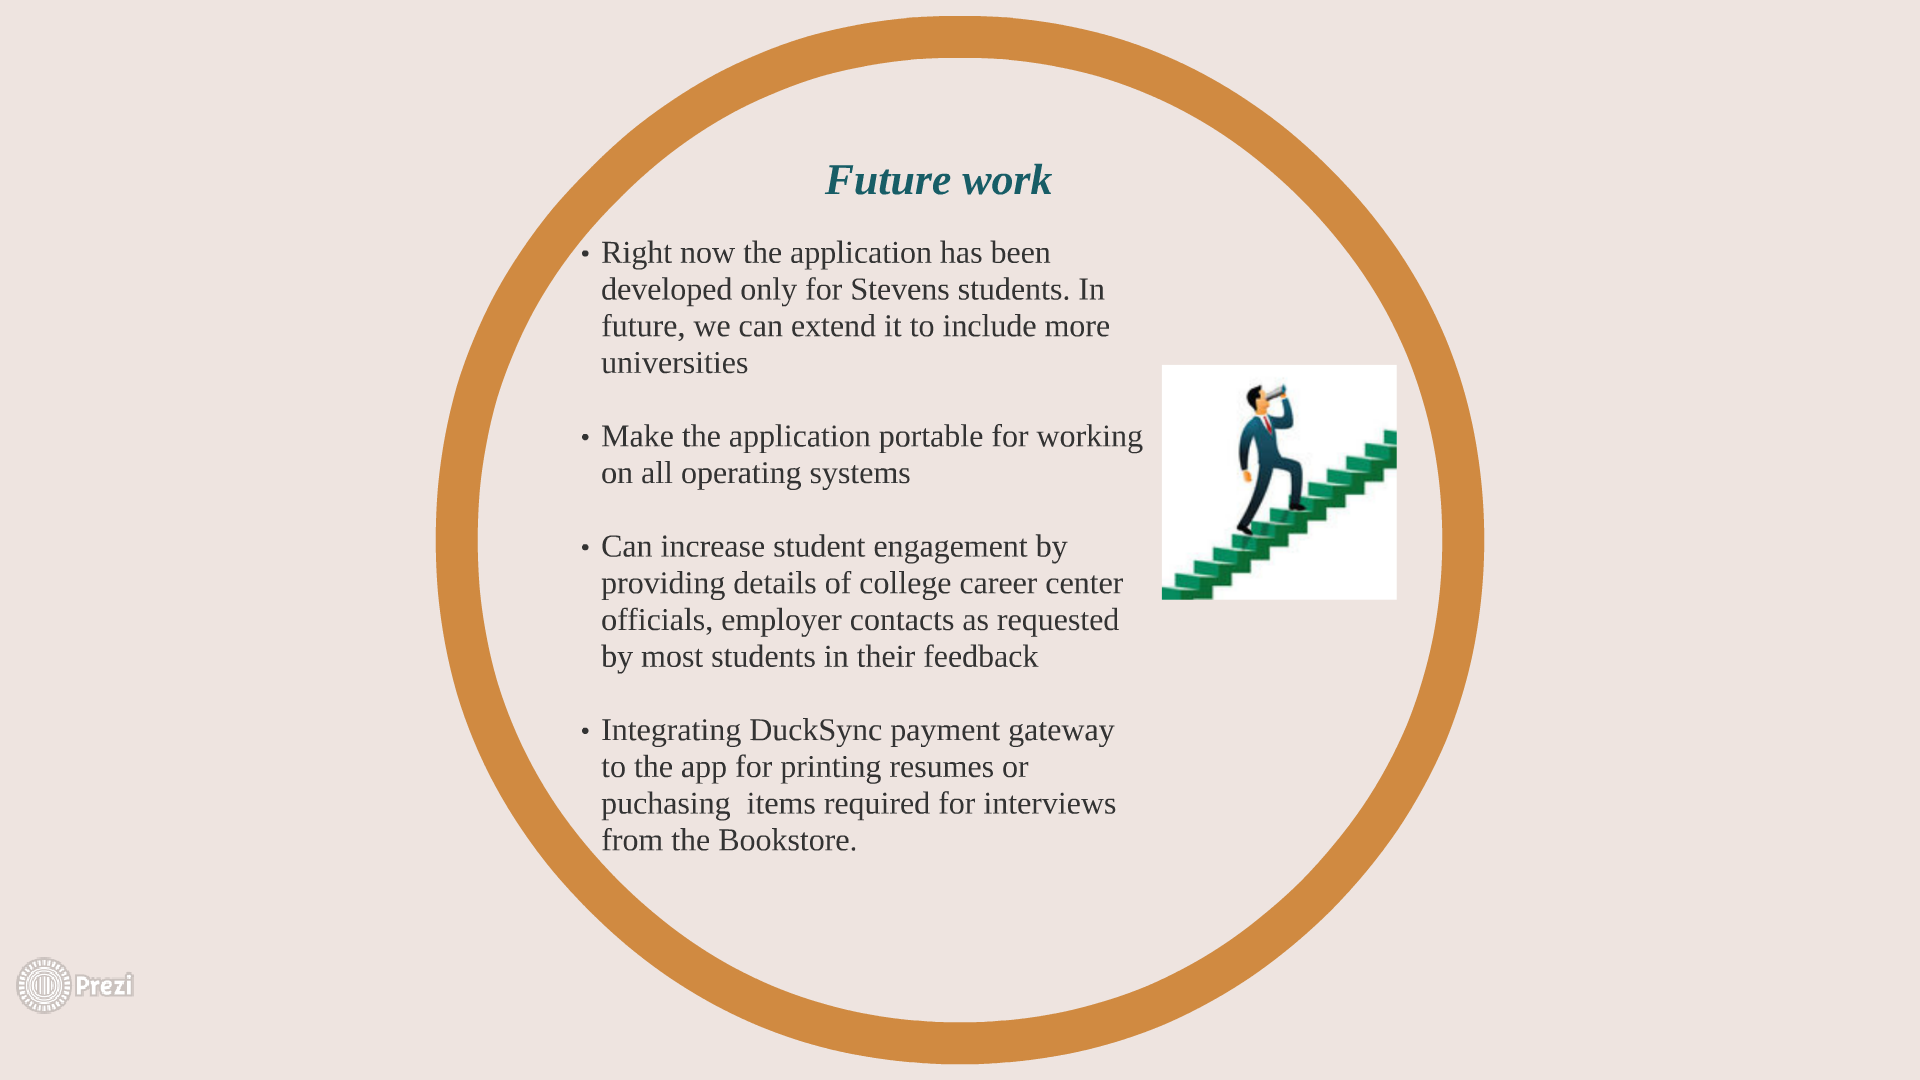 Future work
• Right now the application has been
developed only for Stevens students. In
future, we can extend it to include more
universities
• Make the application portable for working
on all operating systems
• Can increase student engagement by
providing details of college career center
officials, employer contacts as requested
by most students in their feedback
• Integrating DuckSync payment gateway
to the app for printing resumes or
puchasing  items required for interviews
from the Bookstore.
Prezi